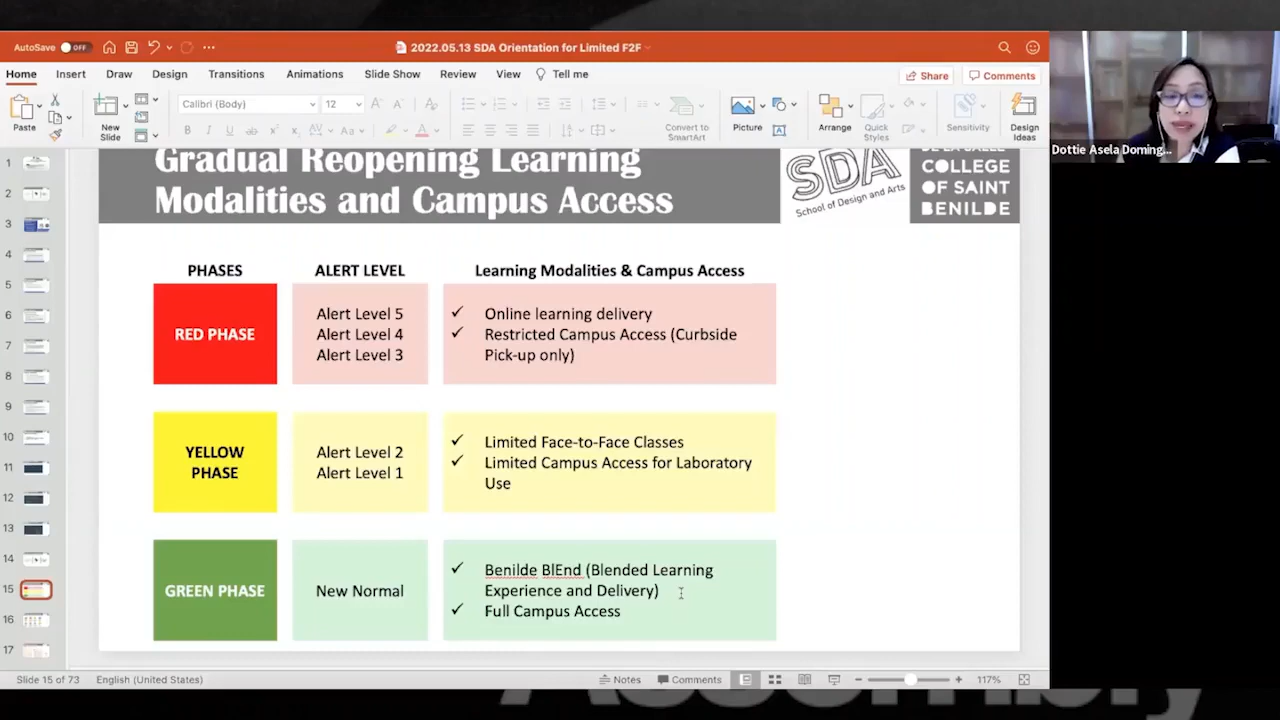 AutoSave OFF
2022.05.13 SDA Orientation for Limited F2F
Home Insert Draw Design Transitions Animations Slide Show Review View Tell me
Share Comments
Paste
New
Slide
Calibri (Body) 12
Convert to
SmartArt
Picture
Arrange
Quick
Styles
Sensitivity
Design
Ideas
Dottie Asela Doming...
1
2
3
4
5
6
7
8
9
10
11
12
13
14
15
16
17
Gradual Reopening Learning
Modalities and Campus Access
SDA
School of Design and Arts
DE LA SALLE
COLLEGE
OF SAINT
BENILDE
PHASES ALERT LEVEL Learning Modalities & Campus Access
RED PHASE
Alert Level 5
Alert Level 4
Alert Level 3
Online learning delivery
Restricted Campus Access (Curbside
Pick-up only)
YELLOW
PHASE
Alert Level 2
Alert Level 1
Limited Face-to-Face Classes
Limited Campus Access for Laboratory
Use
GREEN PHASE
New Normal
Benilde BlEnd (Blended Learning
Experience and Delivery)
Full Campus Access
Slide 15 of 73 English (United States) Notes Comments 117%
Assembly